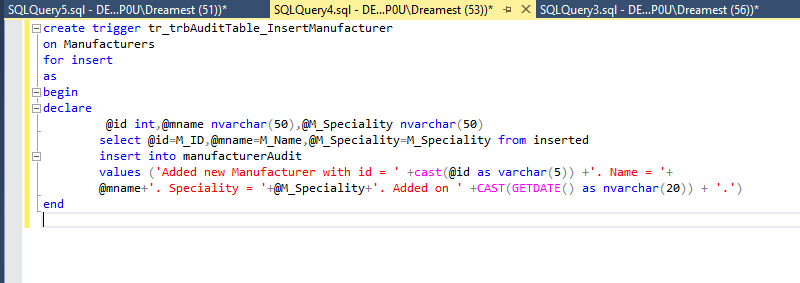 SQLQuery5.sql - DE...P0U\Dreamest (51))*
SQLQuery4.sql - DE...P0U\Dreamest (53))*
SQLQuery3.sql - DE...P0U\Dreamest (56))*
create trigger tr_trbAuditTable_InsertManufacturer
on Manufacturers
for insert
as
begin
declare
@id int,@mname nvarchar(50),@M_Speciality nvarchar(50)
select @id=M_ID,@mname=M_Name,@M_Speciality=M_Speciality from inserted
insert into manufacturerAudit
values ('Added new Manufacturer with id = ' +cast(@id as varchar(5)) +'. Name = '+
@mname+'. Speciality = '+@M_Speciality+'. Added on ' +CAST(GETDATE() as nvarchar(20)) + '.')
end